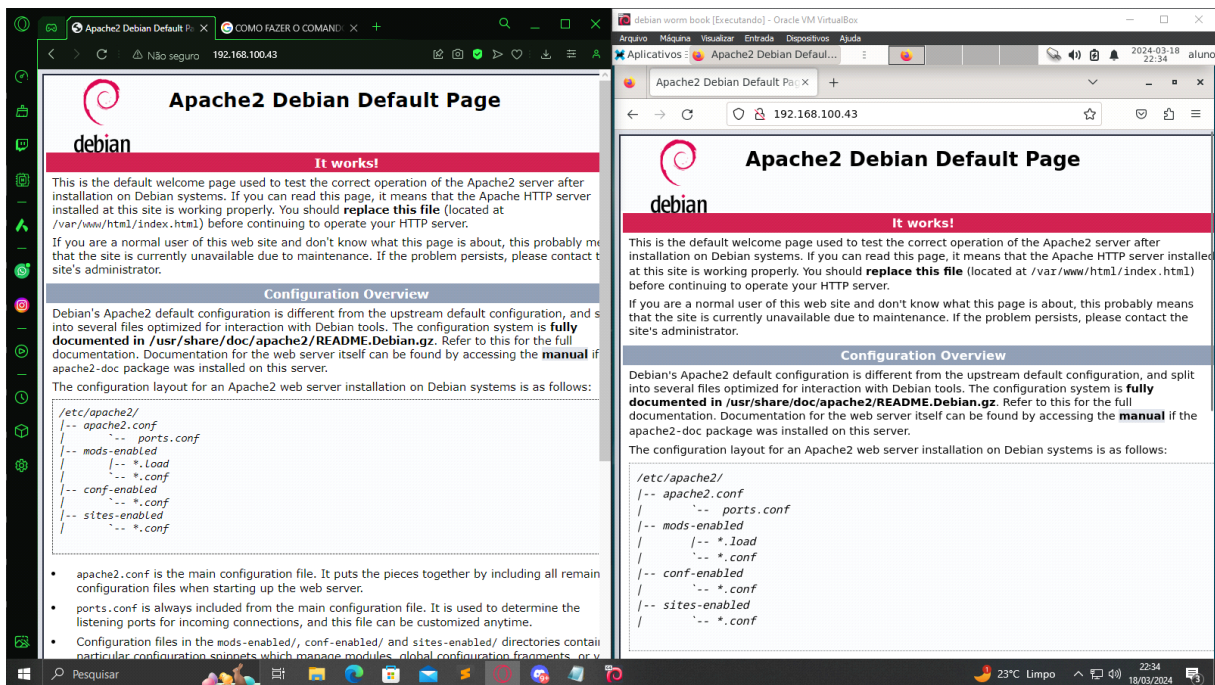 Apache2 Debian Default Pa
COMO FAZER O COMAND
Não seguro 192.168.100.43
debian
Apache2 Debian Default Page
It works!
This is the default welcome page used to test the correct operation of the Apache2 server after
installation on Debian systems. If you can read this page, it means that the Apache HTTP server
installed at this site is working properly. You should replace this file (located at
/var/www/html/index.html) before continuing to operate your HTTP server.
If you are a normal user of this web site and don't know what this page is about, this probably me
that the site is currently unavailable due to maintenance. If the problem persists, please contact t
site's administrator.
Configuration Overview
Debian's Apache2 default configuration is different from the upstream default configuration, and s
into several files optimized for interaction with Debian tools. The configuration system is fully
documented in /usr/share/doc/apache2/README.Debian.gz. Refer to this for the full
documentation. Documentation for the web server itself can be found by accessing the manual if
apache2-doc package was installed on this server.
The configuration layout for an Apache2 web server installation on Debian systems is as follows:
/etc/apache2/
|-- apache2.conf
|       `--  ports.conf
|-- mods-enabled
|       |-- *.load
|       `-- *.conf
|-- conf-enabled
|       `-- *.conf
|-- sites-enabled
|       `-- *.conf
• apache2.conf is the main configuration file. It puts the pieces together by including all remain
configuration files when starting up the web server.
• ports.conf is always included from the main configuration file. It is used to determine the
listening ports for incoming connections, and this file can be customized anytime.
• Configuration files in the mods-enabled/, conf-enabled/ and sites-enabled/ directories contai
particular configuration snippets which manage modules, global configuration fragments, or v
debian worm book [Executando] - Oracle VM VirtualBox
Arquivo Máquina Visualizar Entrada Dispositivos Ajuda
Aplicativos Apache2 Debian Defaul... 2024-03-18 22:34 aluno
Apache2 Debian Default Pag
192.168.100.43
debian
Apache2 Debian Default Page
It works!
This is the default welcome page used to test the correct operation of the Apache2 server after
installation on Debian systems. If you can read this page, it means that the Apache HTTP server installed
at this site is working properly. You should replace this file (located at /var/www/html/index.html)
before continuing to operate your HTTP server.
If you are a normal user of this web site and don't know what this page is about, this probably means
that the site is currently unavailable due to maintenance. If the problem persists, please contact the
site's administrator.
Configuration Overview
Debian's Apache2 default configuration is different from the upstream default configuration, and split
into several files optimized for interaction with Debian tools. The configuration system is fully
documented in /usr/share/doc/apache2/README.Debian.gz. Refer to this for the full
documentation. Documentation for the web server itself can be found by accessing the manual if the
apache2-doc package was installed on this server.
The configuration layout for an Apache2 web server installation on Debian systems is as follows:
/etc/apache2/
|-- apache2.conf
|       `--  ports.conf
|-- mods-enabled
|       |-- *.load
|       `-- *.conf
|-- conf-enabled
|       `-- *.conf
|-- sites-enabled
|       `-- *.conf
Pesquisar
23°C Limpo
22:34
18/03/2024